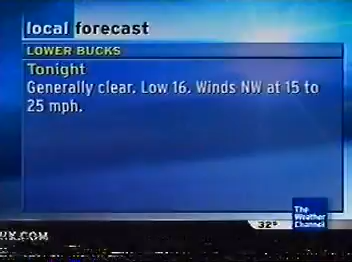 local forecast
LOWER BUCKS
Tonight
Generally clear. Low 16. Winds NW at 15 to
25 mph.
32°
The
Weather
Channel
.COM